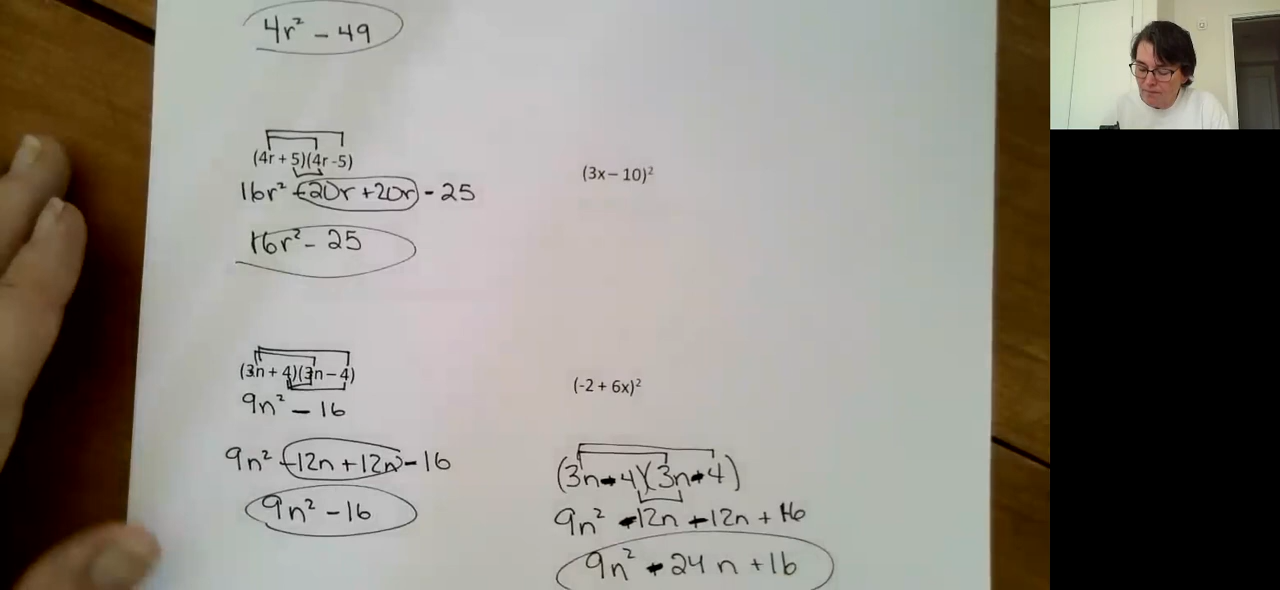 4r² - 49
(4r + 5)(4r -5)
16r² -20r +20r - 25
16r² - 25
(3n + 4)(3n – 4)
9n² - 16
9n² -12n +12n - 16
9n² - 16
(3x – 10)²
(-2 + 6x)²
(3n - 4)(3n - 4)
9n² - 12n - 12n + 16
9n² - 24n + 16